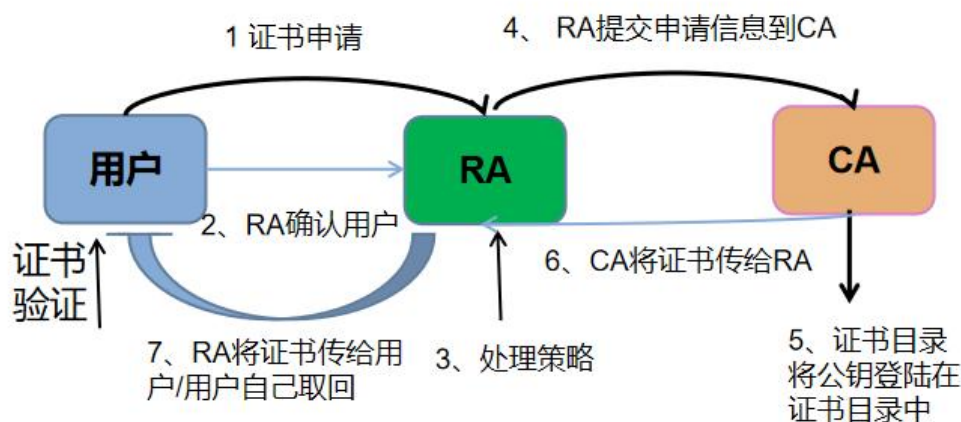 1 证书申请
4、 RA提交申请信息到CA
用户
RA
CA
2、RA确认用户
证书
验证
6、CA将证书传给RA
7、RA将证书传给用
户/用户自己取回
3、处理策略
5、证书目录
将公钥登陆在
证书目录中